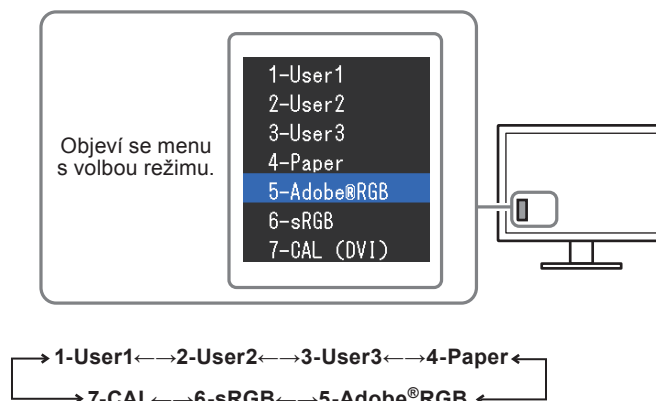 Objeví se menu
s volbou režimu.
1-User1
2-User2
3-User3
4-Paper
5-Adobe®RGB
6-sRGB
7-CAL (DVI)
1-User1←→2-User2←→3-User3←→4-Paper
7-CAL←→6-sRGB←→5-Adobe®RGB